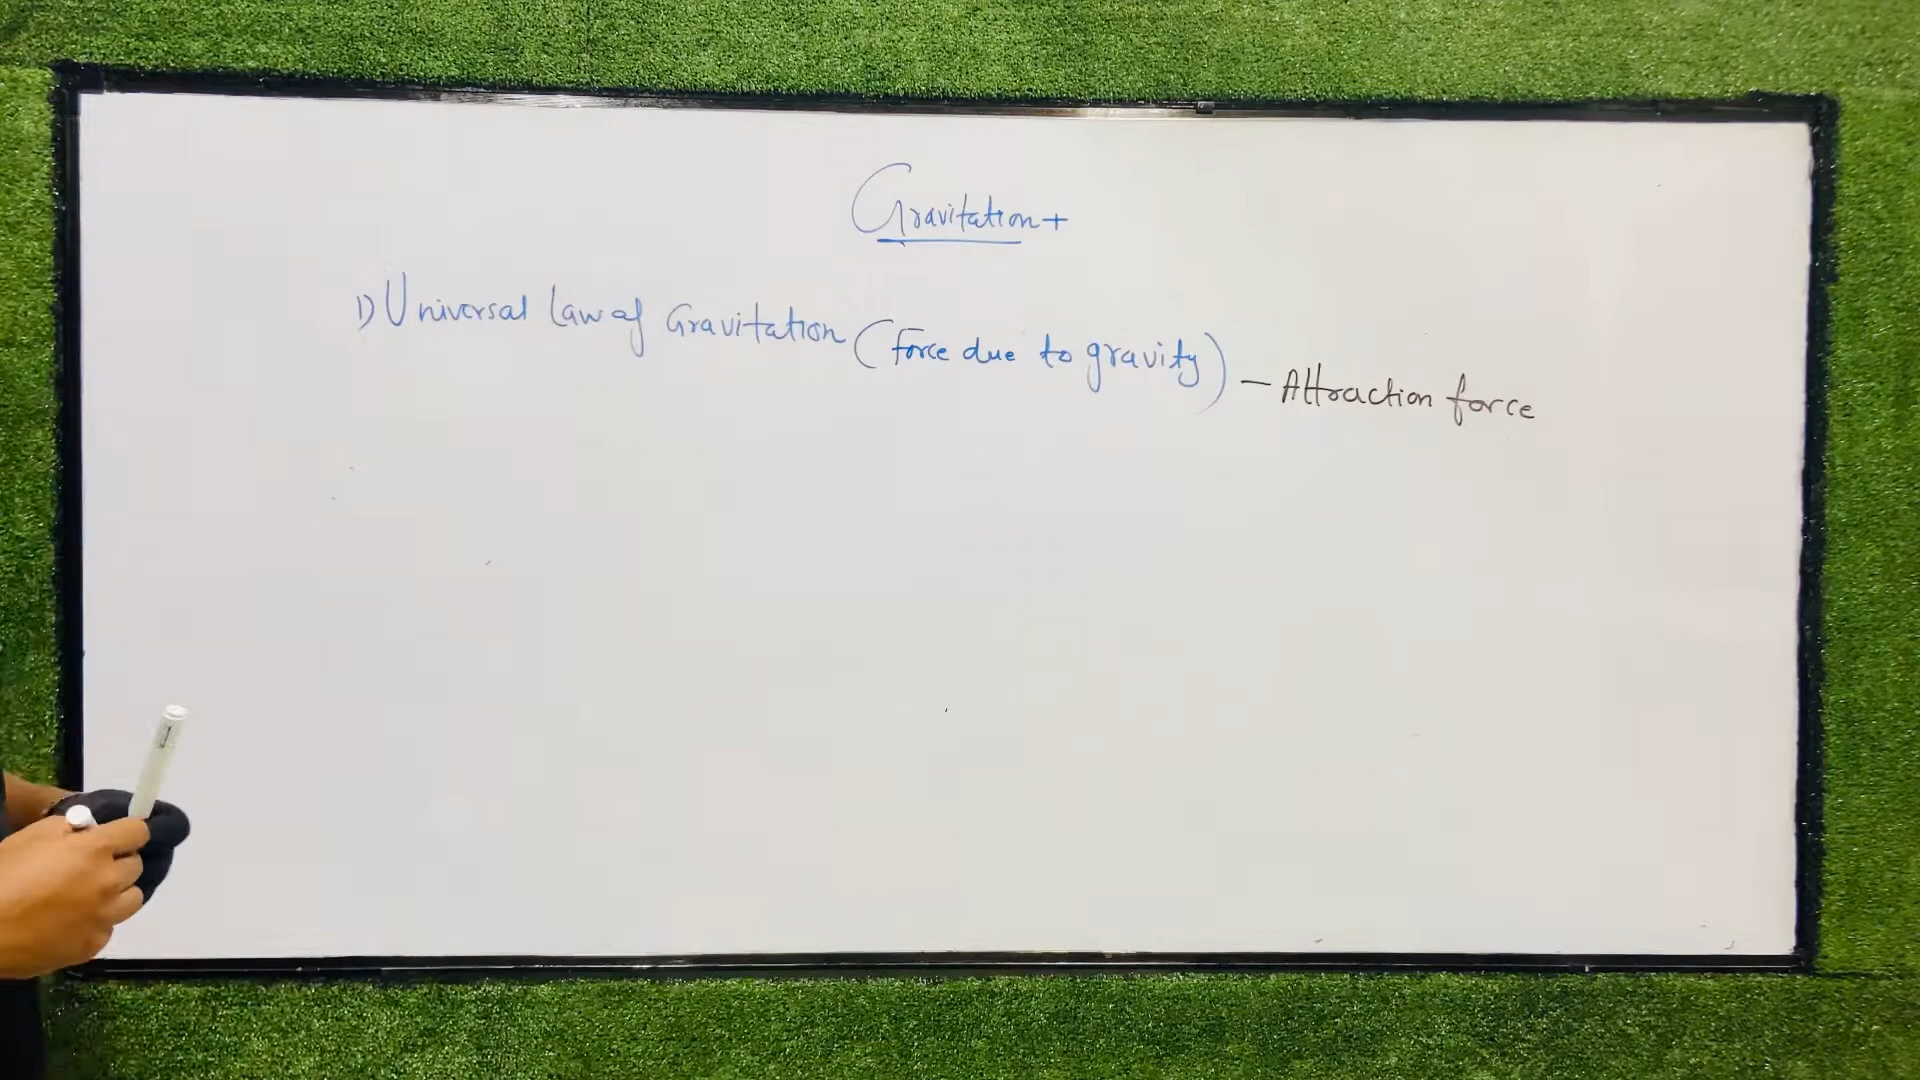 Gravitation +
1) Universal Law of Gravitation (Force due to gravity) - Attraction force